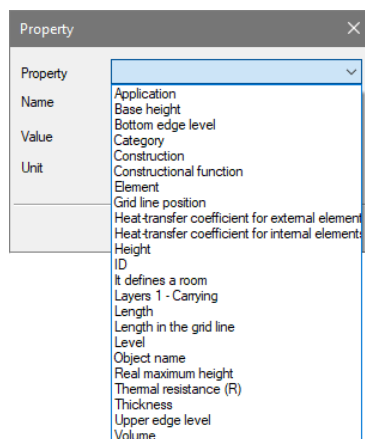 Property
Property
Name
Value
Unit
Application
Base height
Bottom edge level
Category
Construction
Constructional function
Element
Grid line position
Heat-transfer coefficient for external element
Heat-transfer coefficient for internal elements
Height
ID
It defines a room
Layers 1 - Carrying
Length
Length in the grid line
Level
Object name
Real maximum height
Thermal resistance (R)
Thickness
Upper edge level
Volume